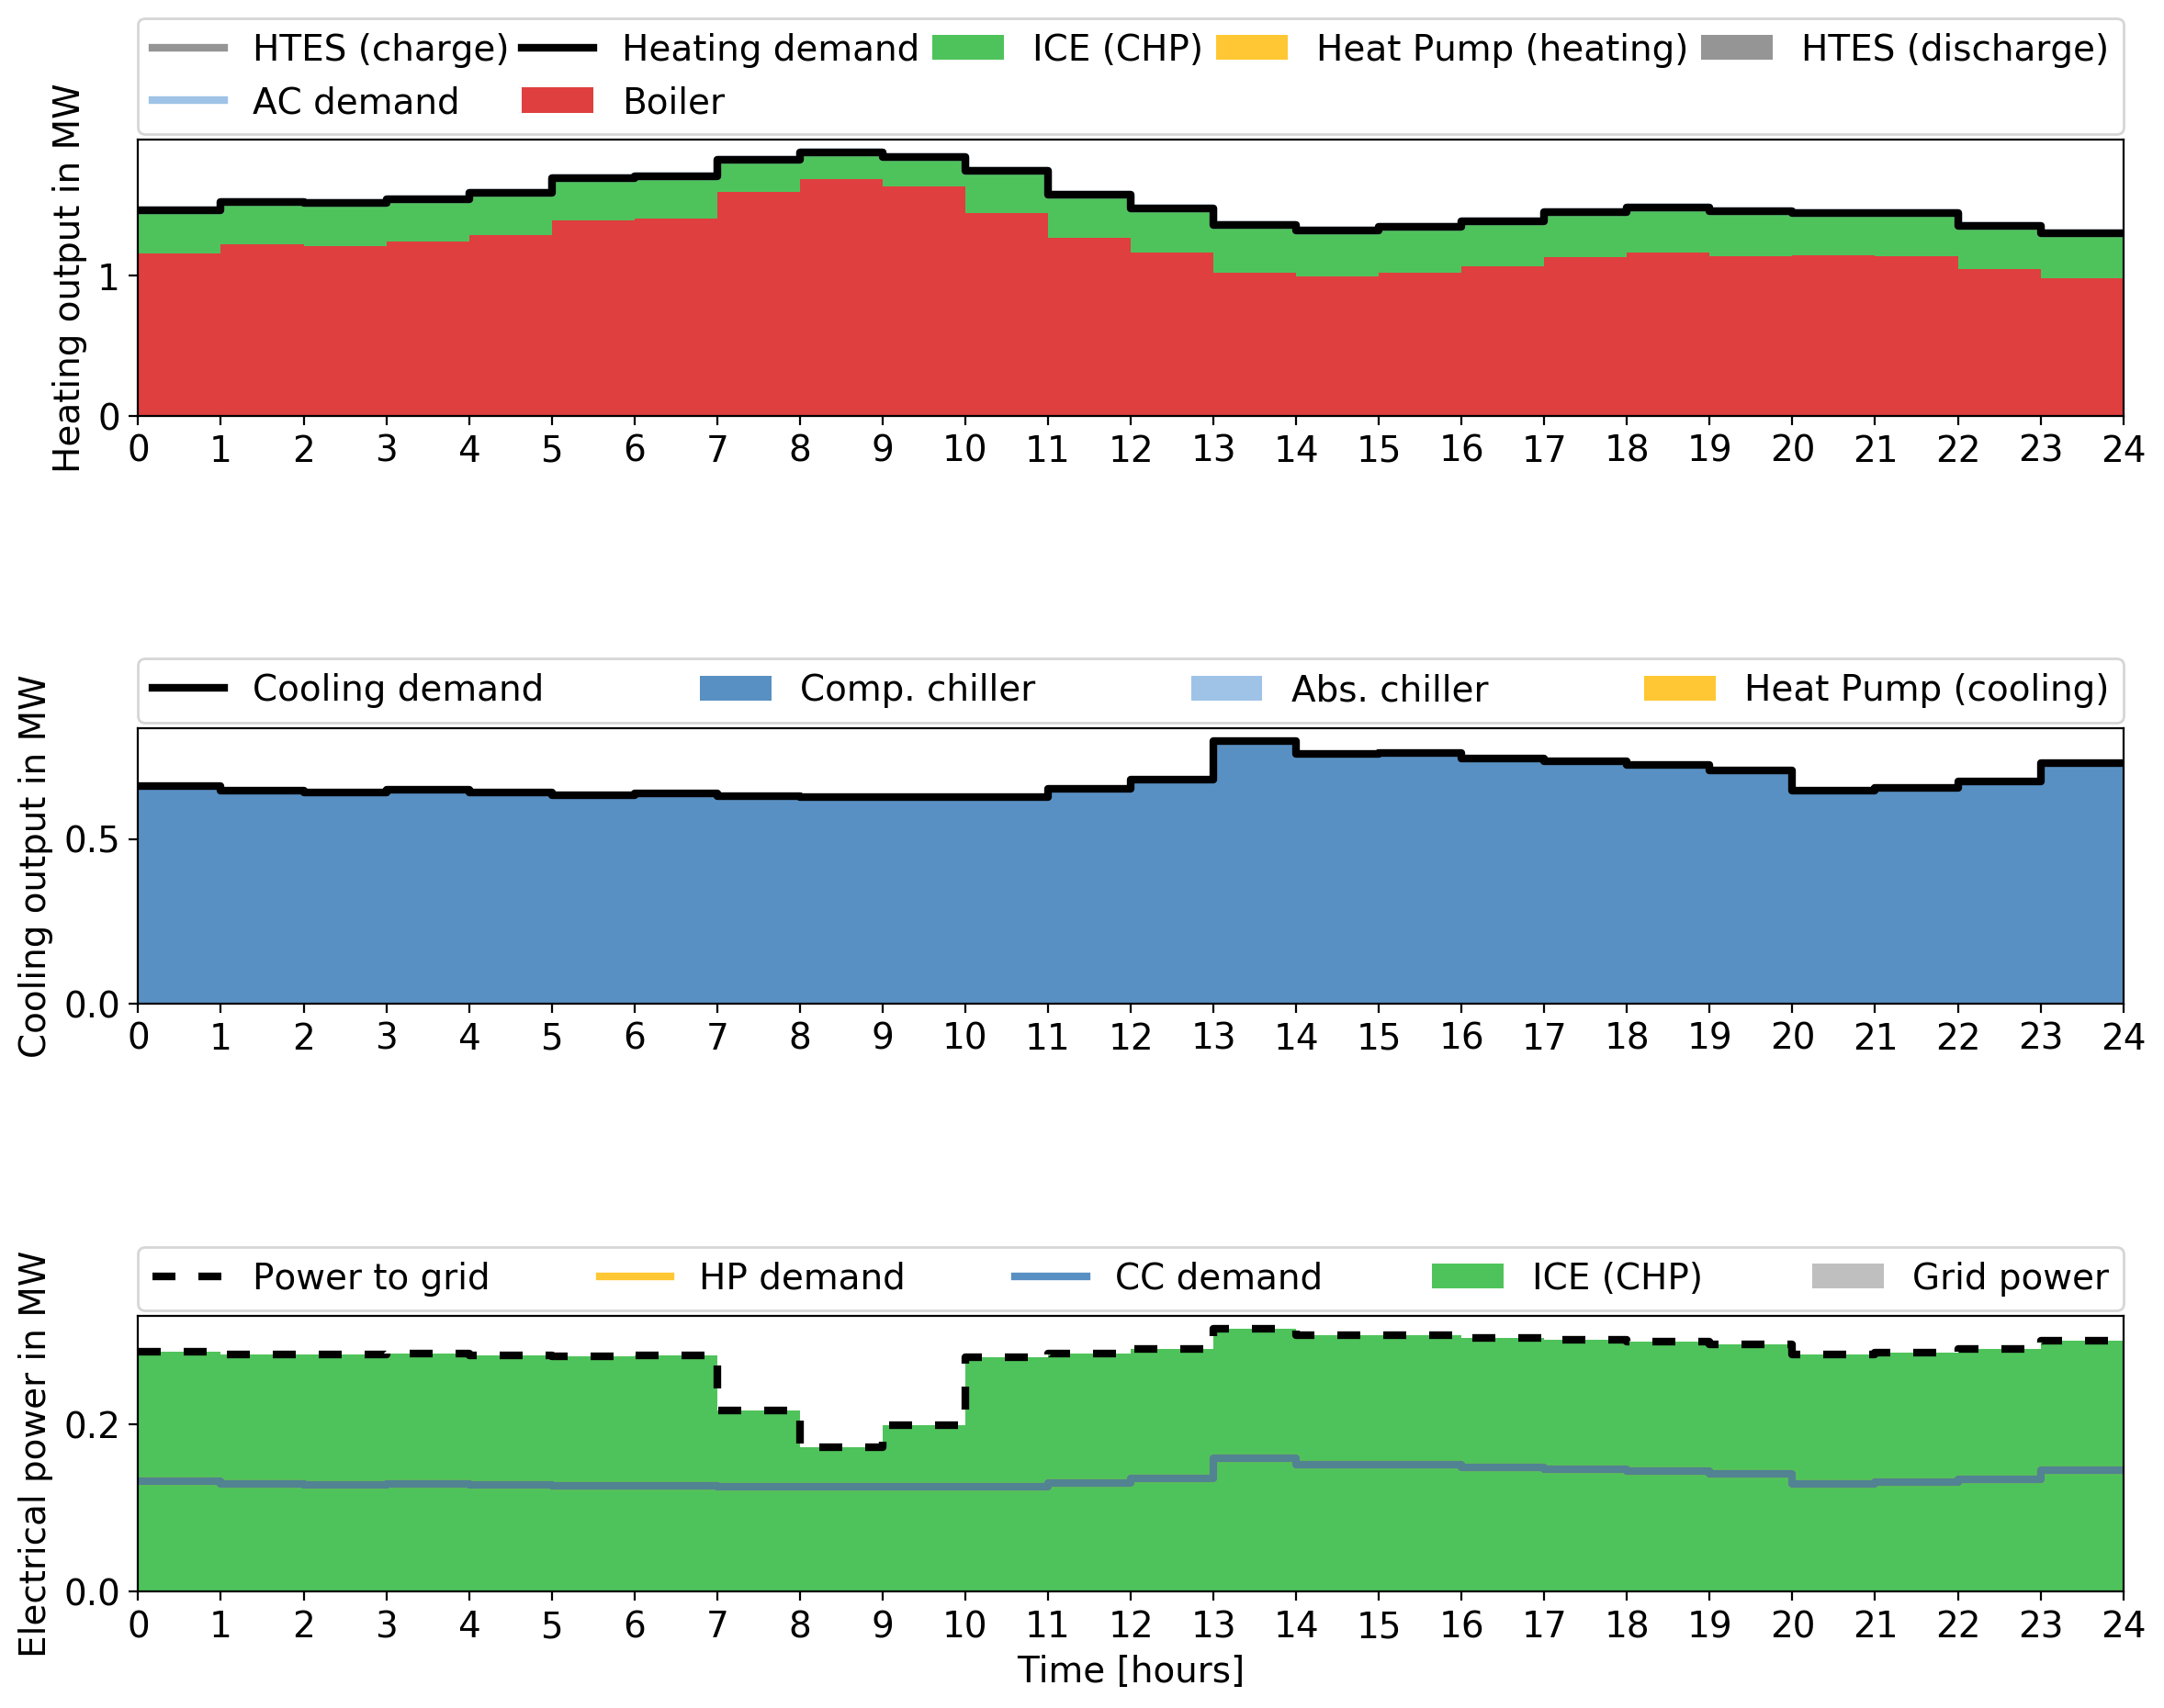 HTES (charge) Heating demand ICE (CHP) Heat Pump (heating) HTES (discharge)
AC demand Boiler
Heating output in MW
1
0
0 1 2 3 4 5 6 7 8 9 10 11 12 13 14 15 16 17 18 19 20 21 22 23 24
Cooling demand Comp. chiller Abs. chiller Heat Pump (cooling)
Cooling output in MW
0.5
0.0
0 1 2 3 4 5 6 7 8 9 10 11 12 13 14 15 16 17 18 19 20 21 22 23 24
Power to grid HP demand CC demand ICE (CHP) Grid power
Electrical power in MW
0.2
0.0
0 1 2 3 4 5 6 7 8 9 10 11 12 13 14 15 16 17 18 19 20 21 22 23 24
Time [hours]